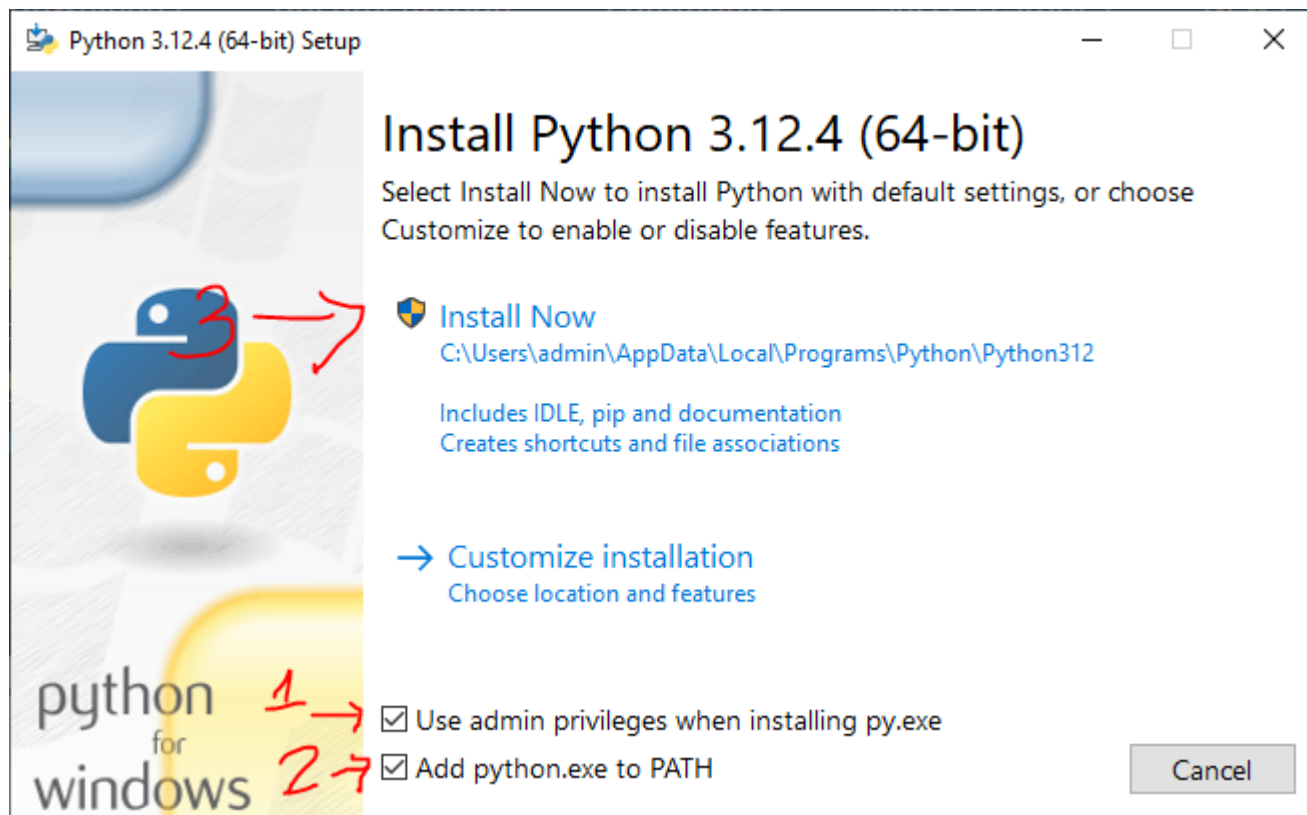 Python 3.12.4 (64-bit) Setup
Install Python 3.12.4 (64-bit)
Select Install Now to install Python with default settings, or choose
Customize to enable or disable features.
3
Install Now
C:\Users\admin\AppData\Local\Programs\Python\Python312
Includes IDLE, pip and documentation
Creates shortcuts and file associations
Customize installation
Choose location and features
python
for
windows
1
Use admin privileges when installing py.exe
2
Add python.exe to PATH
Cancel